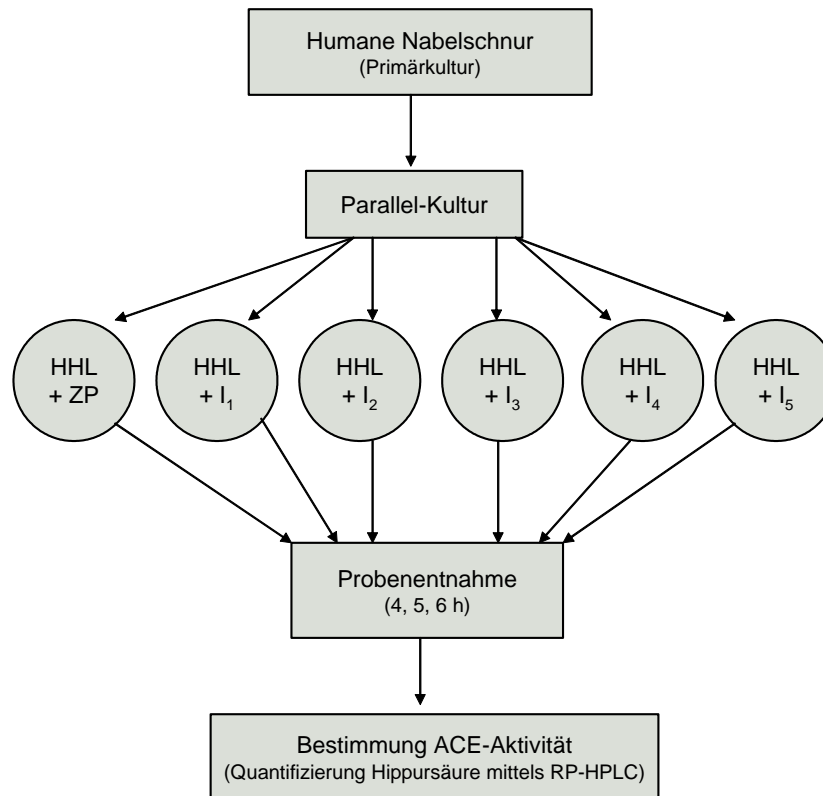 Humane Nabelschnur
(Primärkultur)
Parallel-Kultur
HHL
+ ZP
HHL
+ I₁
HHL
+ I₂
HHL
+ I₃
HHL
+ I₄
HHL
+ I₅
Probenentnahme
(4, 5, 6 h)
Bestimmung ACE-Aktivität
(Quantifizierung Hippursäure mittels RP-HPLC)